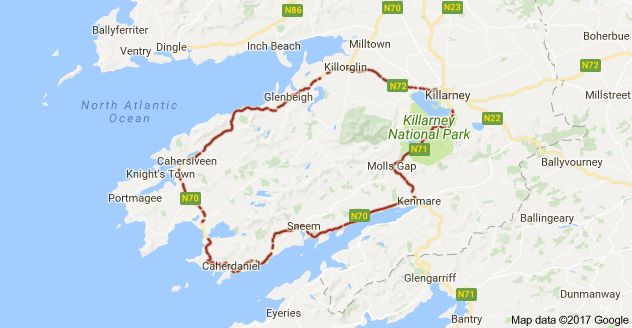 N86
N70
N23
Ballyferriter
Ventry
Dingle
Inch Beach
Milltown
Boherbue
Killorglin
N72
Glenbeigh
N72
Killarney
Millstreet
North Atlantic
Ocean
Killarney
National Park
N22
N71
Cahersiveen
Knight's Town
Molls Gap
Ballyvourney
Portmagee
N70
Kenmare
N70
Sneem
Ballingeary
Caherdaniel
Glengarriff
Eyeries
N71
Dunmanway
Bantry
Map data ©2017 Google